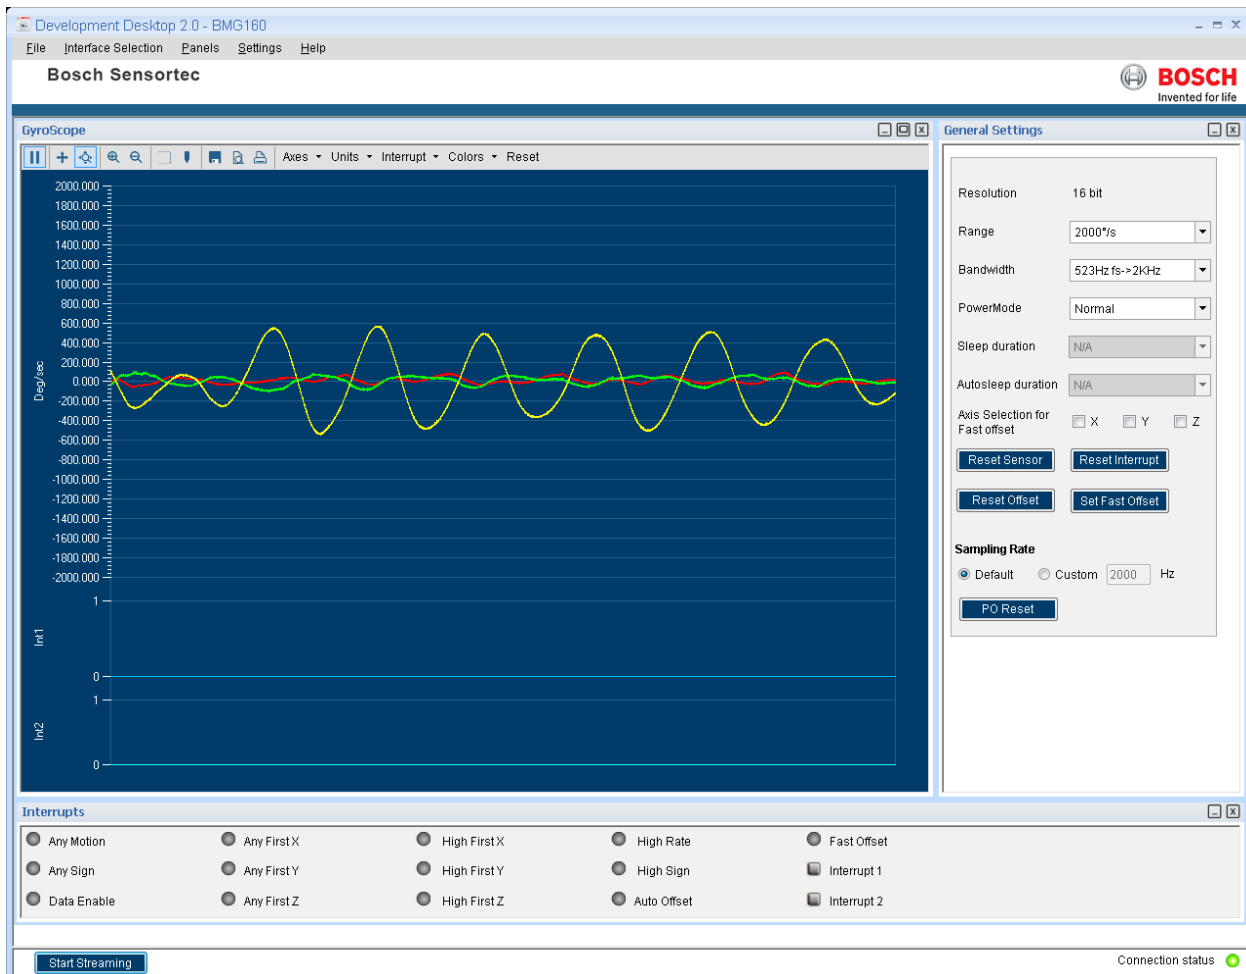 Development Desktop 2.0 - BMG160
File Interface Selection Panels Settings Help
Bosch Sensortec
BOSCH
Invented for life
GyroScope
Axes Units Interrupt Colors Reset
2000.000
1800.000
1600.000
1400.000
1200.000
1000.000
800.000
600.000
400.000
200.000
0.000
-200.000
-400.000
-600.000
-800.000
-1000.000
-1200.000
-1400.000
-1600.000
-1800.000
-2000.000
Deg/sec
1
Int1
0
1
Int2
0
General Settings
Resolution 16 bit
Range 2000°/s
Bandwidth 523Hz fs->2KHz
PowerMode Normal
Sleep duration N/A
Autosleep duration N/A
Axis Selection for
Fast offset X Y Z
Reset Sensor Reset Interrupt
Reset Offset Set Fast Offset
Sampling Rate
Default Custom 2000 Hz
PO Reset
Interrupts
Any Motion Any First X High First X High Rate Fast Offset
Any Sign Any First Y High First Y High Sign Interrupt 1
Data Enable Any First Z High First Z Auto Offset Interrupt 2
Start Streaming
Connection status